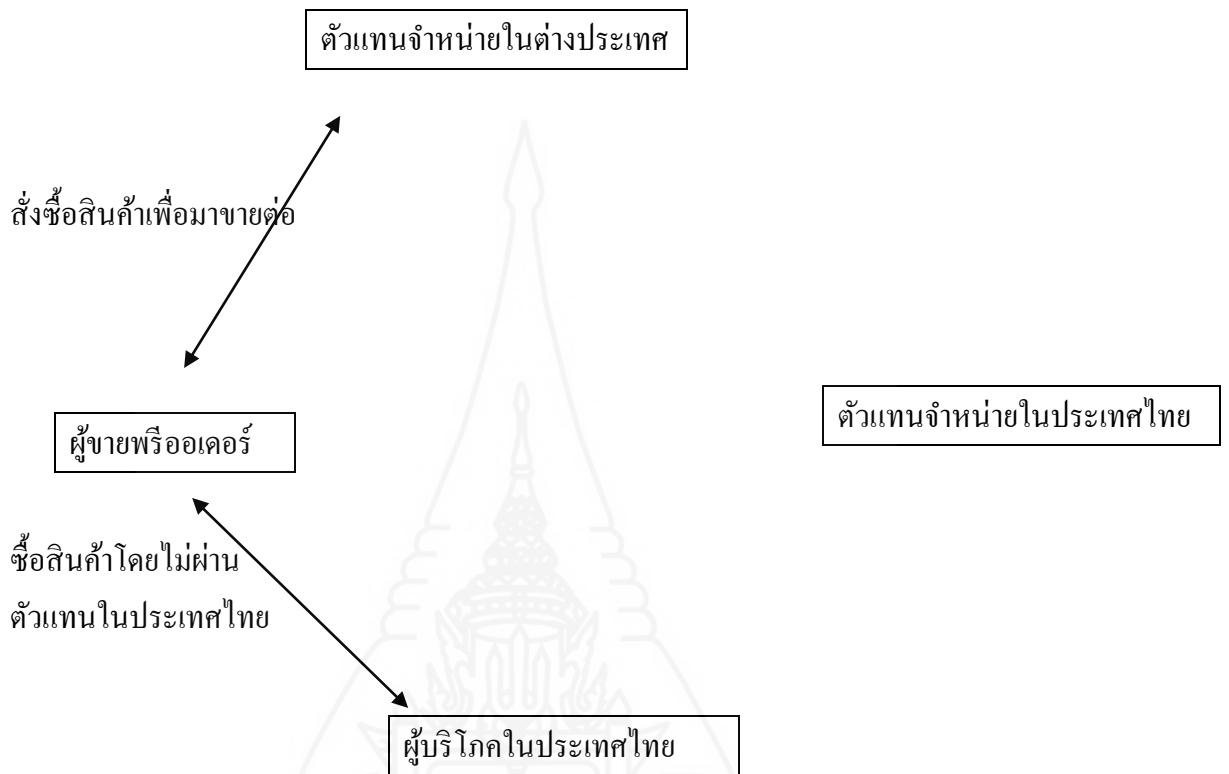 ตัวแทนจำหน่ายในต่างประเทศ
สั่งซื้อสินค้าเพื่อมาขายต่อ
ผู้ขายพรีออเดอร์
ตัวแทนจำหน่ายในประเทศไทย
ซื้อสินค้าโดยไม่ผ่าน
ตัวแทนในประเทศไทย
ผู้บริโภคในประเทศไทย